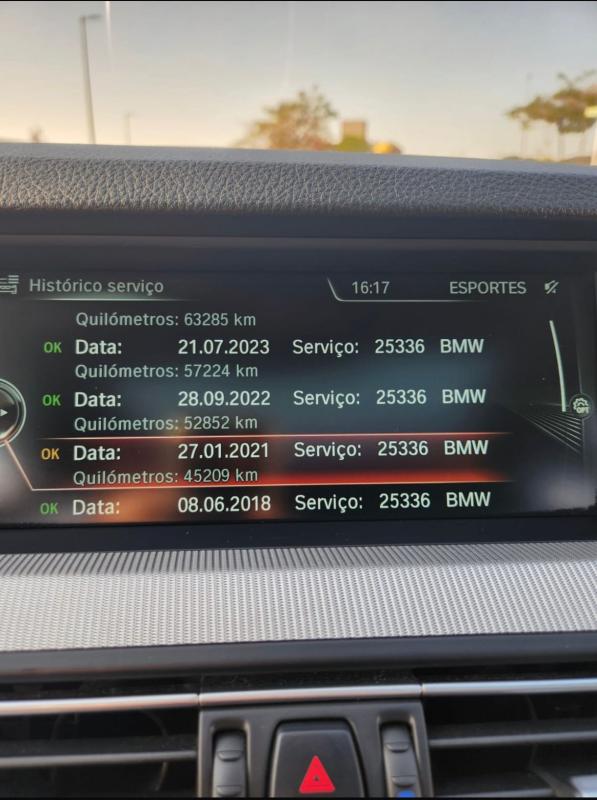 Histórico serviço 16:17 ESPORTES
Quilómetros: 63285 km
OK Data: 21.07.2023 Serviço: 25336 BMW
Quilómetros: 57224 km
OK Data: 28.09.2022 Serviço: 25336 BMW
Quilómetros: 52852 km
OK Data: 27.01.2021 Serviço: 25336 BMW
Quilómetros: 45209 km
OK Data: 08.06.2018 Serviço: 25336 BMW
OFF